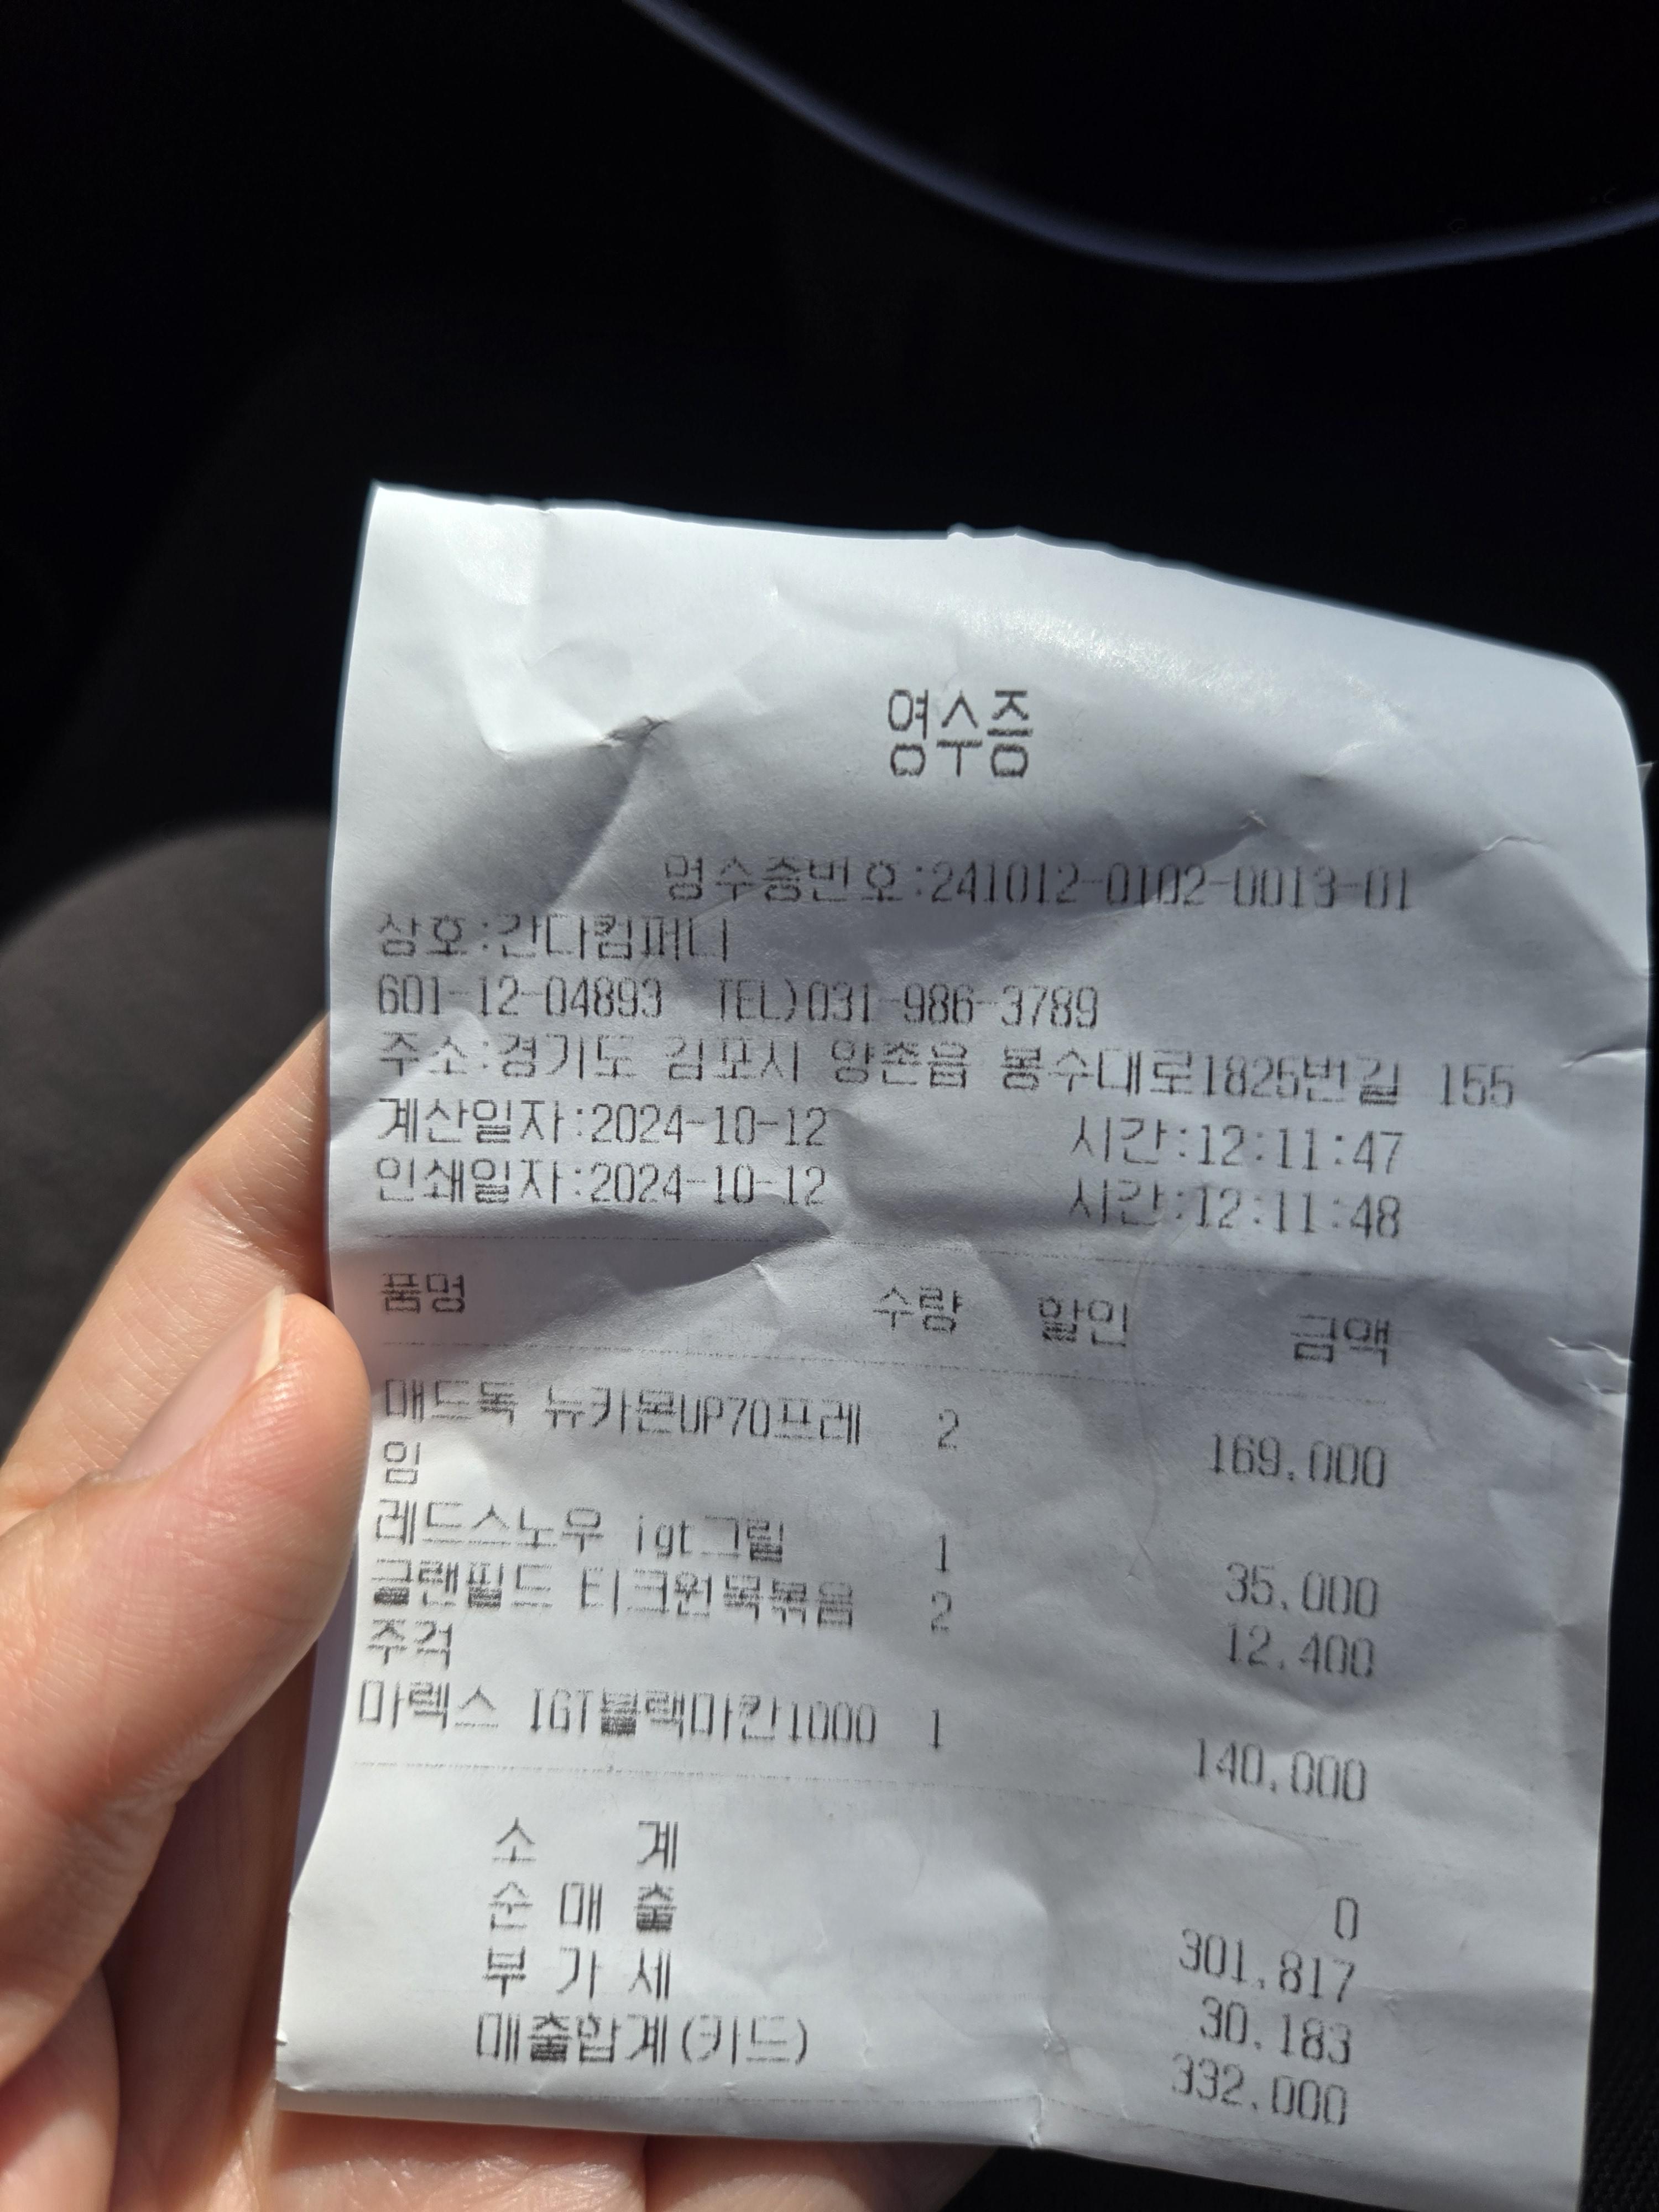 영수증
영수증번호:241012-0102-0013-01
상호:간다컴퍼니
601-12-04893 TEL)031-986-3789
주소:경기도 김포시 양촌읍 봉수대로1825번길 155
계산일자:2024-10-12 시간:12:11:47
인쇄일자:2024-10-12 시간:12:11:48
품명 수량 할인 금액
매드독 뉴카본UP70프레 2 169,000
임
레드스노우 igt그릴 1 35,000
글랜필드 티크원목볶음 2 12,400
주걱
마렉스 IGT블랙마칸1000 1 140,000
소 계 0
순 매 출 301,817
부 가 세 30,183
매출합계(카드) 332,000